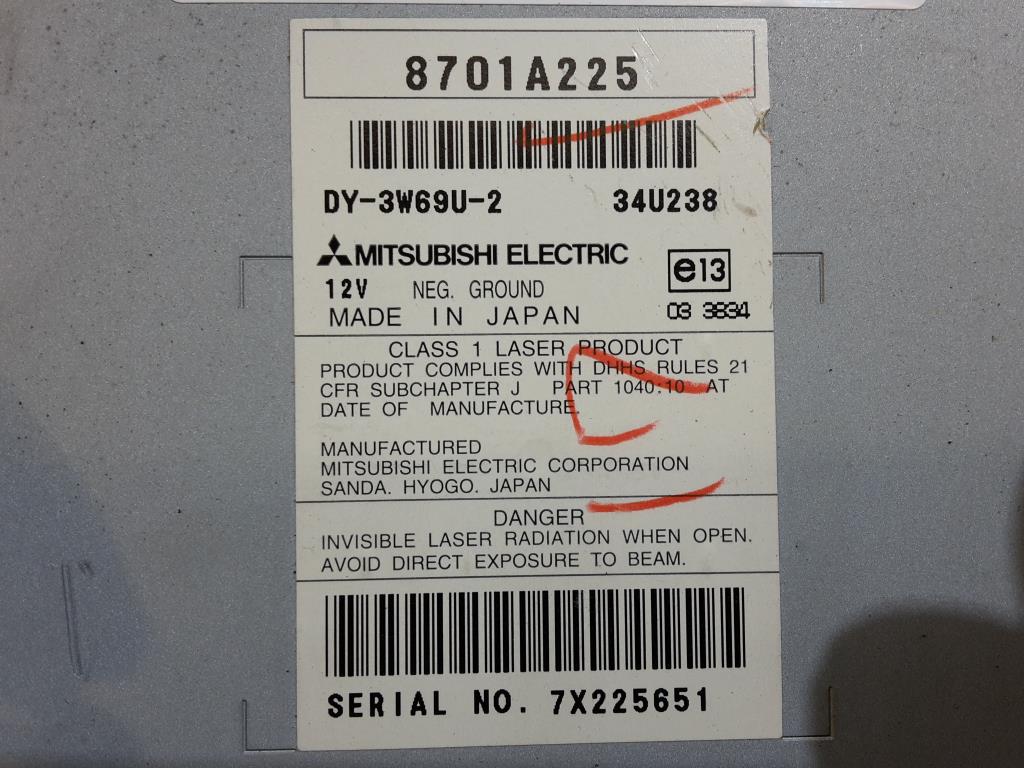 8701A225
DY-3W69U-2 34U238
MITSUBISHI ELECTRIC
e13
12V NEG. GROUND
03 3834
MADE IN JAPAN
CLASS 1 LASER PRODUCT
PRODUCT COMPLIES WITH DHHS RULES 21
CFR SUBCHAPTER J PART 1040.10 AT
DATE OF MANUFACTURE.
MANUFACTURED
MITSUBISHI ELECTRIC CORPORATION
SANDA. HYOGO. JAPAN
DANGER
INVISIBLE LASER RADIATION WHEN OPEN.
AVOID DIRECT EXPOSURE TO BEAM.
SERIAL NO. 7X225651